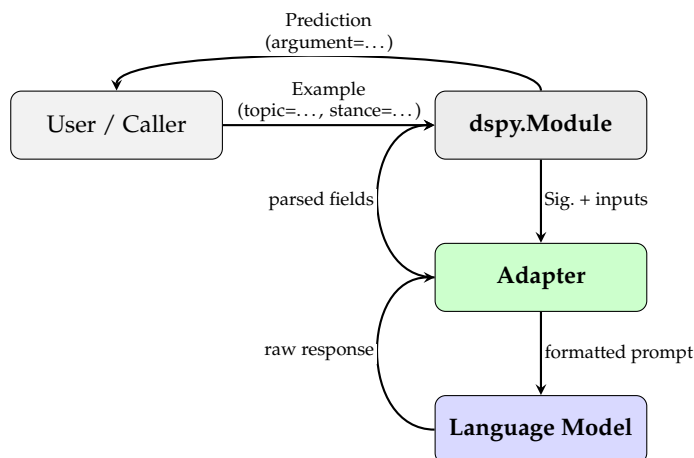 Prediction
(argument=…)
Example
(topic=…, stance=…)
User / Caller
dspy.Module
parsed fields
Sig. + inputs
Adapter
raw response
formatted prompt
Language Model